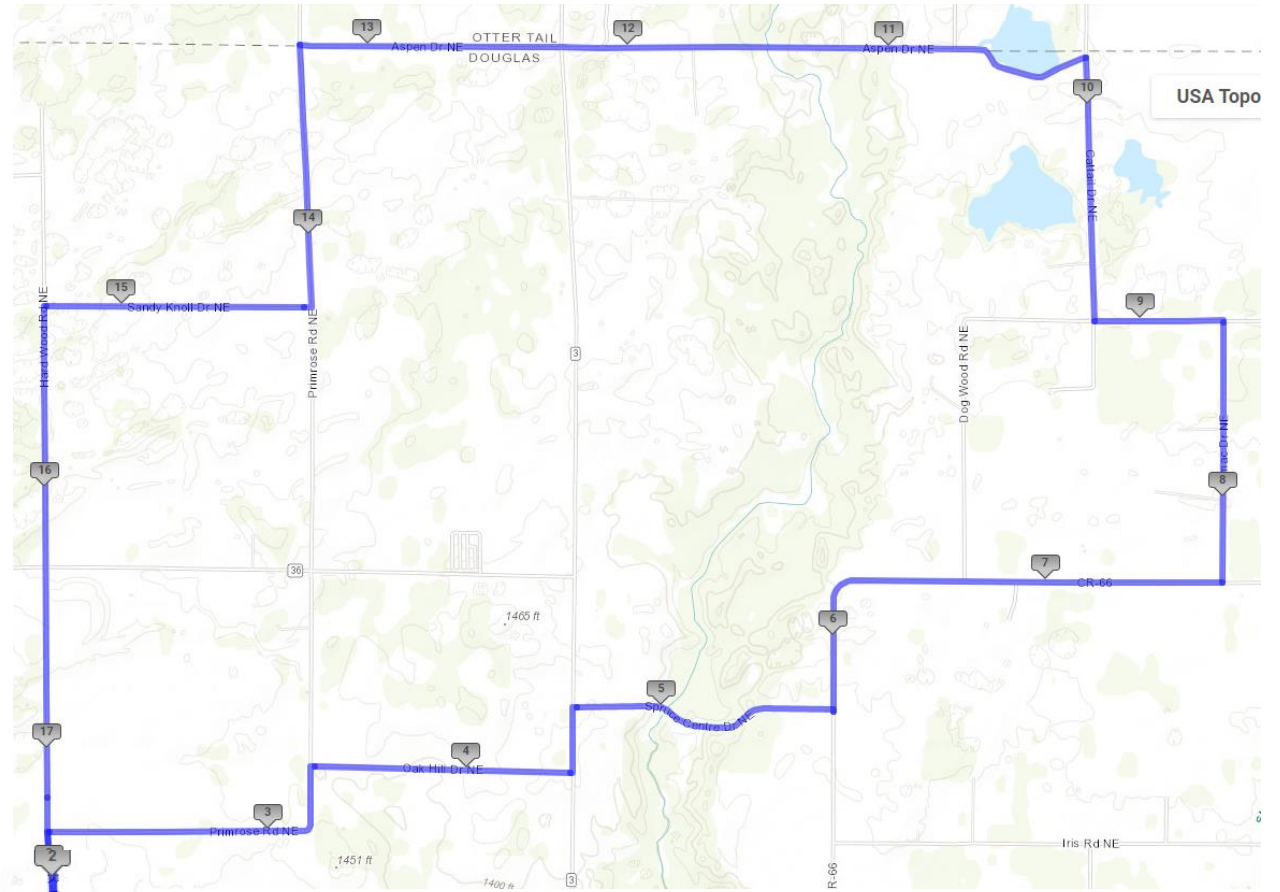 13
12
11
OTTER TAIL
Aspen Dr NE
Aspen Dr NE
DOUGLAS
10
USA Topo
Cattail Dr NE
14
15
9
Sandy Knoll Dr NE
Hard Wood Rd NE
Primrose Rd NE
3
Dog Wood Rd NE
16
8
nac Dr NE
36
7
CR-66
1465 ft
6
5
Spruce Centre Dr NE
17
4
Oak Hill Dr NE
3
Primrose Rd NE
Iris Rd NE
2
1451 ft
1400 ft
3
R-66